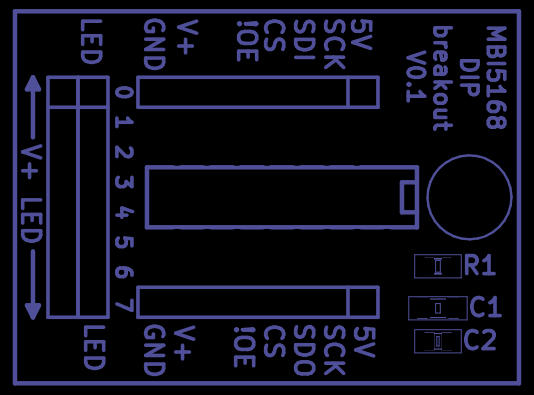 MBI5168
DIP
breakout
V0.1
LED
GND
V+
!OE
CS
SDI
SCK
5V
V+ LED
0
1
2
3
4
5
6
7
R1
C1
C2
LED
GND
V+
!OE
CS
SDO
SCK
5V